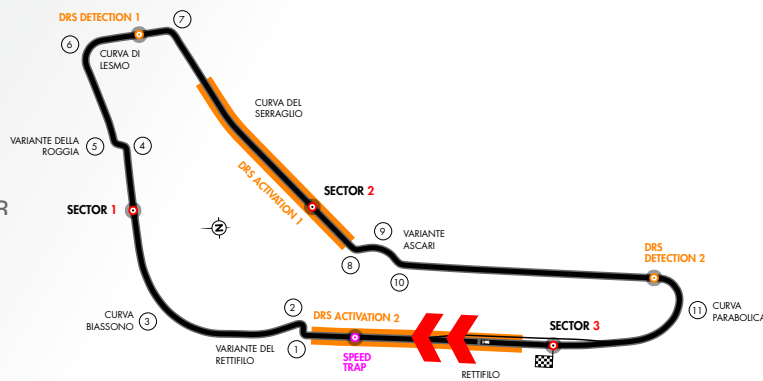 DRS DETECTION 1
7
6
CURVA DI
LESMO
CURVA DEL
SERRAGLIO
VARIANTE DELLA
ROGGIA
5
4
DRS ACTIVATION 1
SECTOR 2
R
SECTOR 1
N
9
VARIANTE
ASCARI
8
10
DRS
DETECTION 2
2
DRS ACTIVATION 2
CURVA
BIASSONO
3
11
CURVA
PARABOLICA
SECTOR 3
1
VARIANTE DEL
RETTIFILO
SPEED
TRAP
RETTIFILO